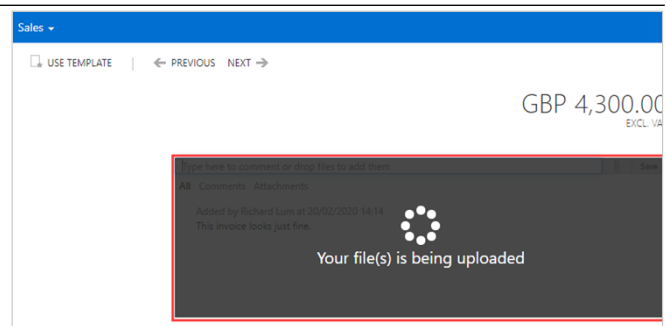 Sales
USE TEMPLATE
PREVIOUS NEXT
GBP 4,300.00
EXCL. VA
Type here to comment or drop files to add them
Save
All Comments Attachments
Added by Richard Lum at 20/02/2020 14:14
This invoice looks just fine.
Your file(s) is being uploaded